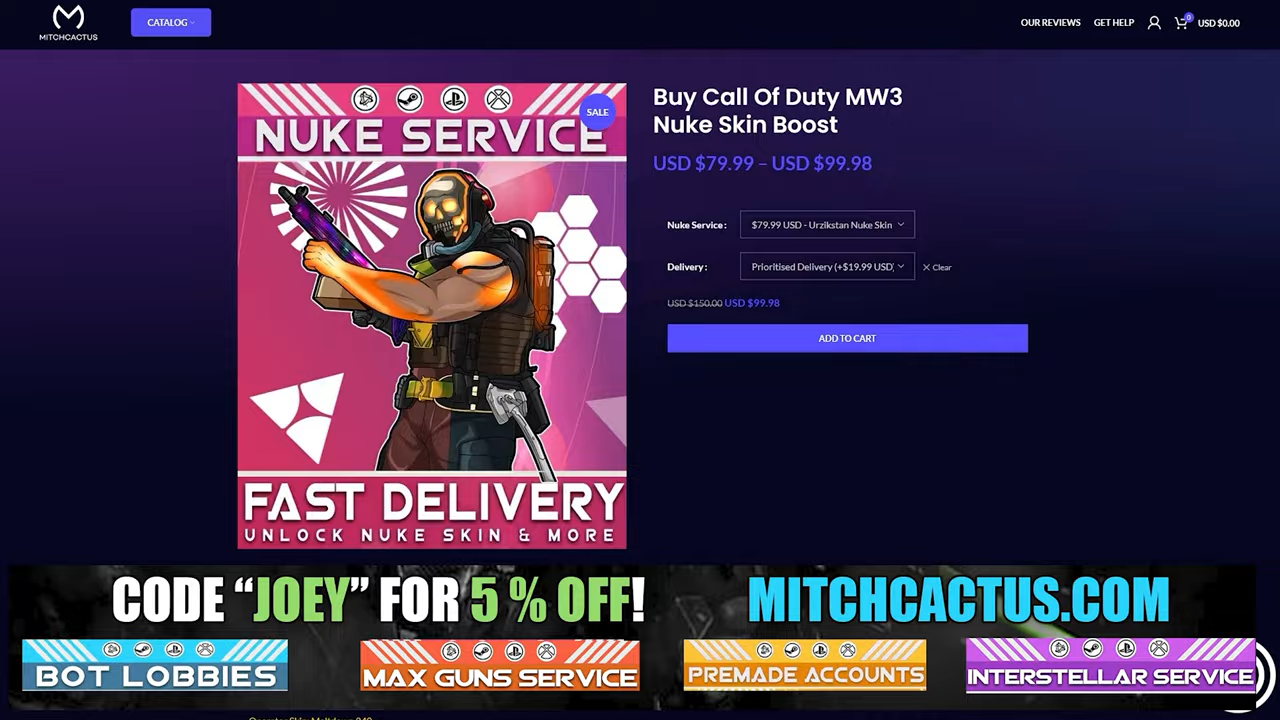 MITCHCACTUS
CATALOG
OUR REVIEWS
GET HELP
0
USD $0.00
SALE
NUKE SERVICE
FAST DELIVERY
UNLOCK NUKE SKIN & MORE
Buy Call Of Duty MW3
Nuke Skin Boost
USD $79.99 – USD $99.98
Nuke Service :
$79.99 USD - Urzikstan Nuke Skin
Delivery :
Prioritised Delivery (+$19.99 USD)
Clear
USD $150.00 USD $99.98
ADD TO CART
CODE “JOEY” FOR 5 % OFF!
MITCHCACTUS.COM
BOT LOBBIES
MAX GUNS SERVICE
PREMADE ACCOUNTS
INTERSTELLAR SERVICE